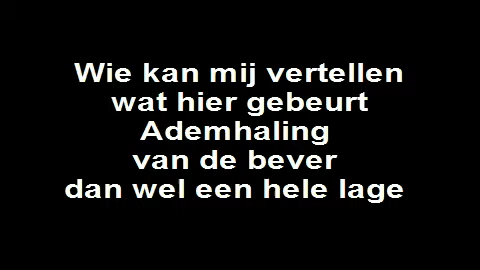 Wie kan mij vertellen
wat hier gebeurt
Ademhaling
van de bever
dan wel een hele lage